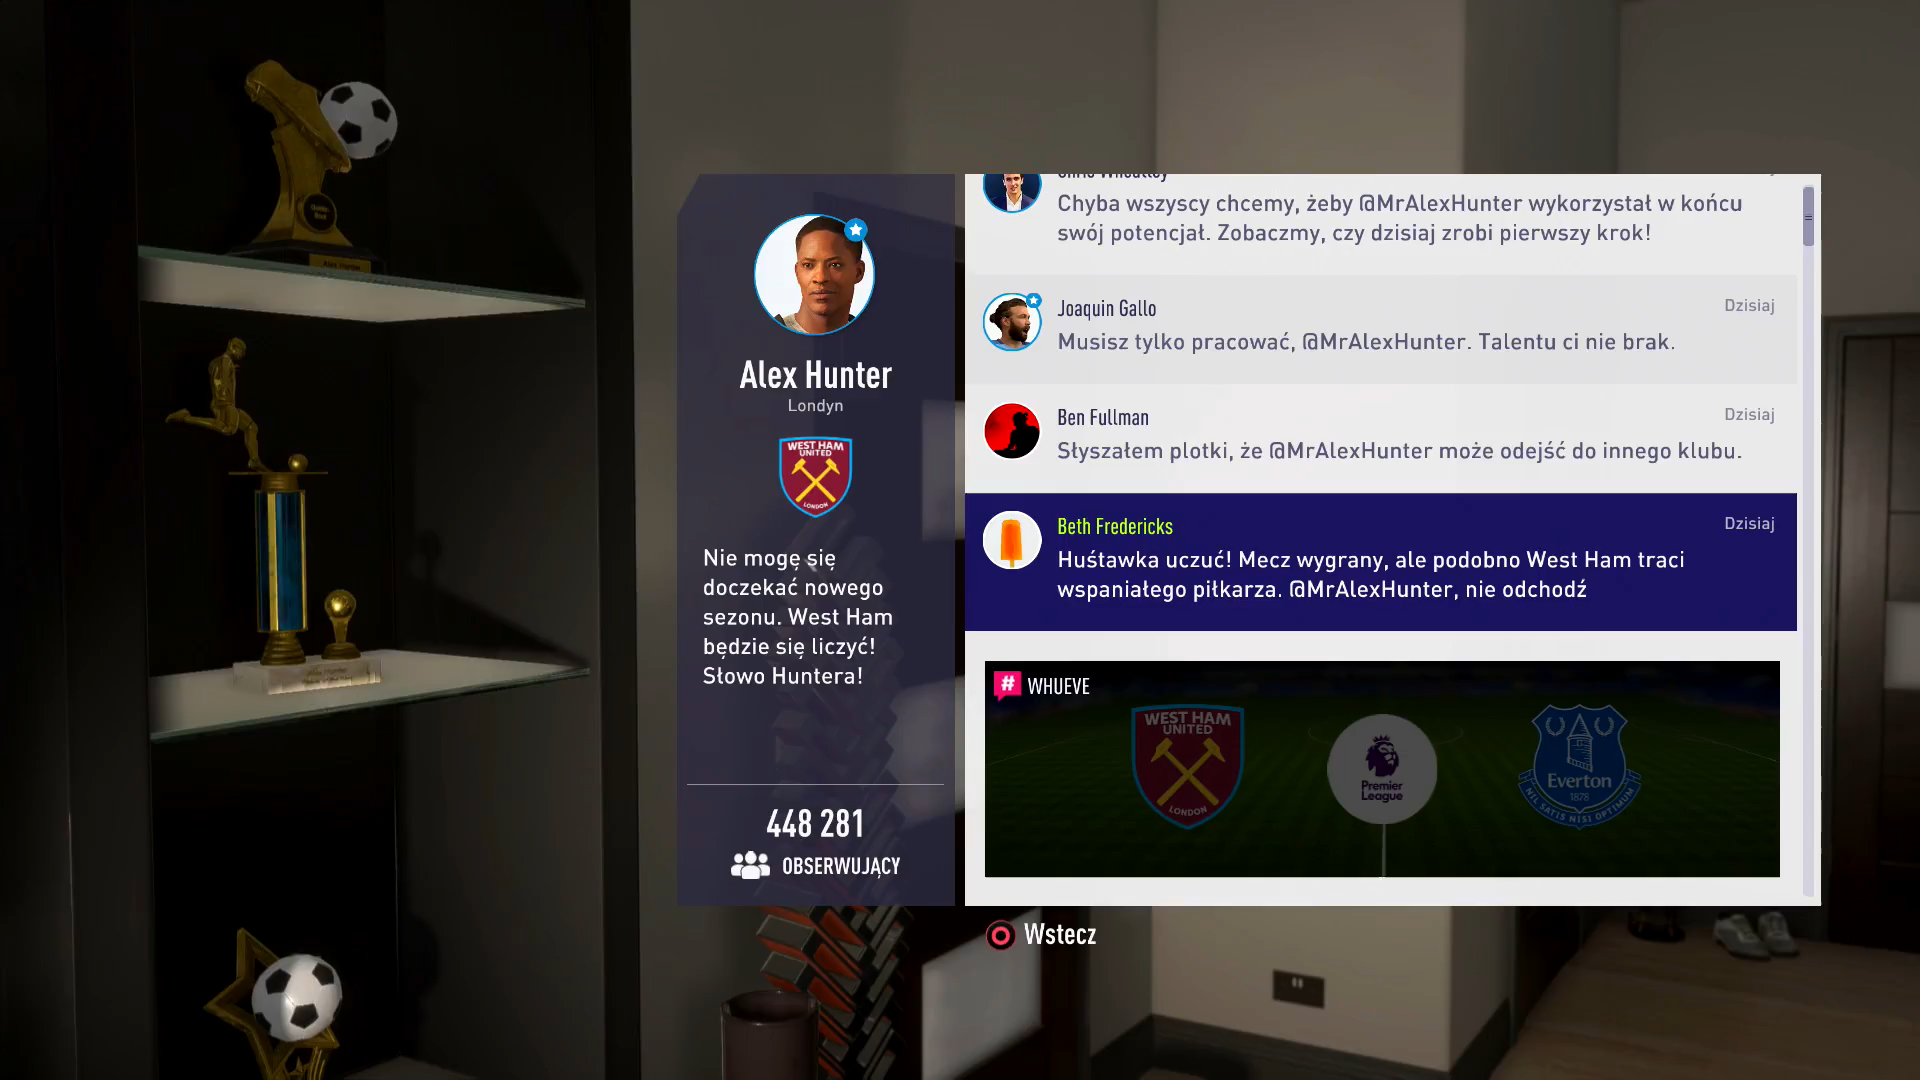 Alex Hunter
Alex Hunter
Londyn
WEST HAM
UNITED
LONDON
Nie mogę się
doczekać nowego
sezonu. West Ham
będzie się liczyć!
Słowo Huntera!
448 281
OBSERWUJĄCY
Chris Wheatley
Chyba wszyscy chcemy, żeby @MrAlexHunter wykorzystał w końcu
swój potencjał. Zobaczmy, czy dzisiaj zrobi pierwszy krok!
Joaquin Gallo
Dzisiaj
Musisz tylko pracować, @MrAlexHunter. Talentu ci nie brak.
Ben Fullman
Dzisiaj
Słyszałem plotki, że @MrAlexHunter może odejść do innego klubu.
Beth Fredericks
Dzisiaj
Huśtawka uczuć! Mecz wygrany, ale podobno West Ham traci
wspaniałego piłkarza. @MrAlexHunter, nie odchodź
# WHUEVE
WEST HAM
UNITED
LONDON
Premier
League
Everton
1878
NIL SATIS NISI OPTIMUM
Wstecz